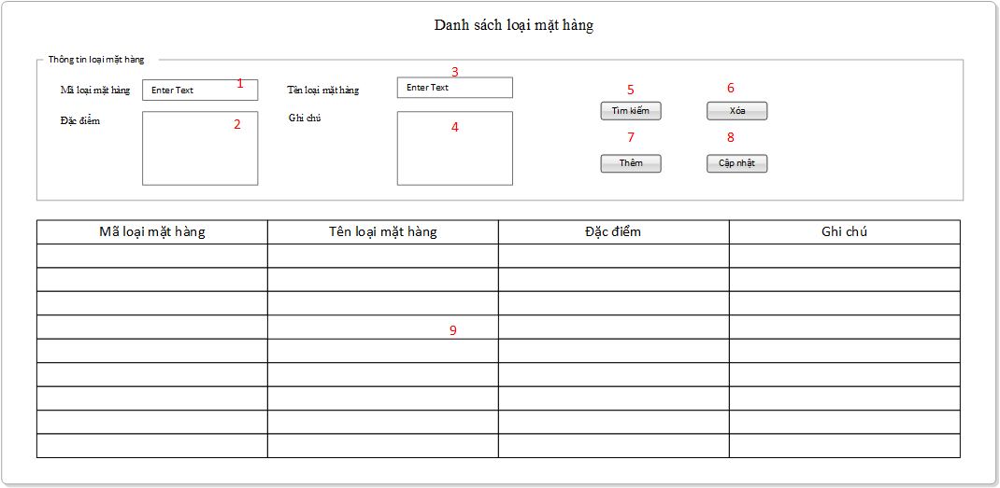 Danh sách loại mặt hàng
Thông tin loại mặt hàng
Mã loại mặt hàng Enter Text 1 Tên loại mặt hàng Enter Text 3 5 6
Tìm kiếm Xóa
Đặc điểm 2 Ghi chú 4
7 8
Thêm Cập nhật
Mã loại mặt hàng Tên loại mặt hàng Đặc điểm Ghi chú
9